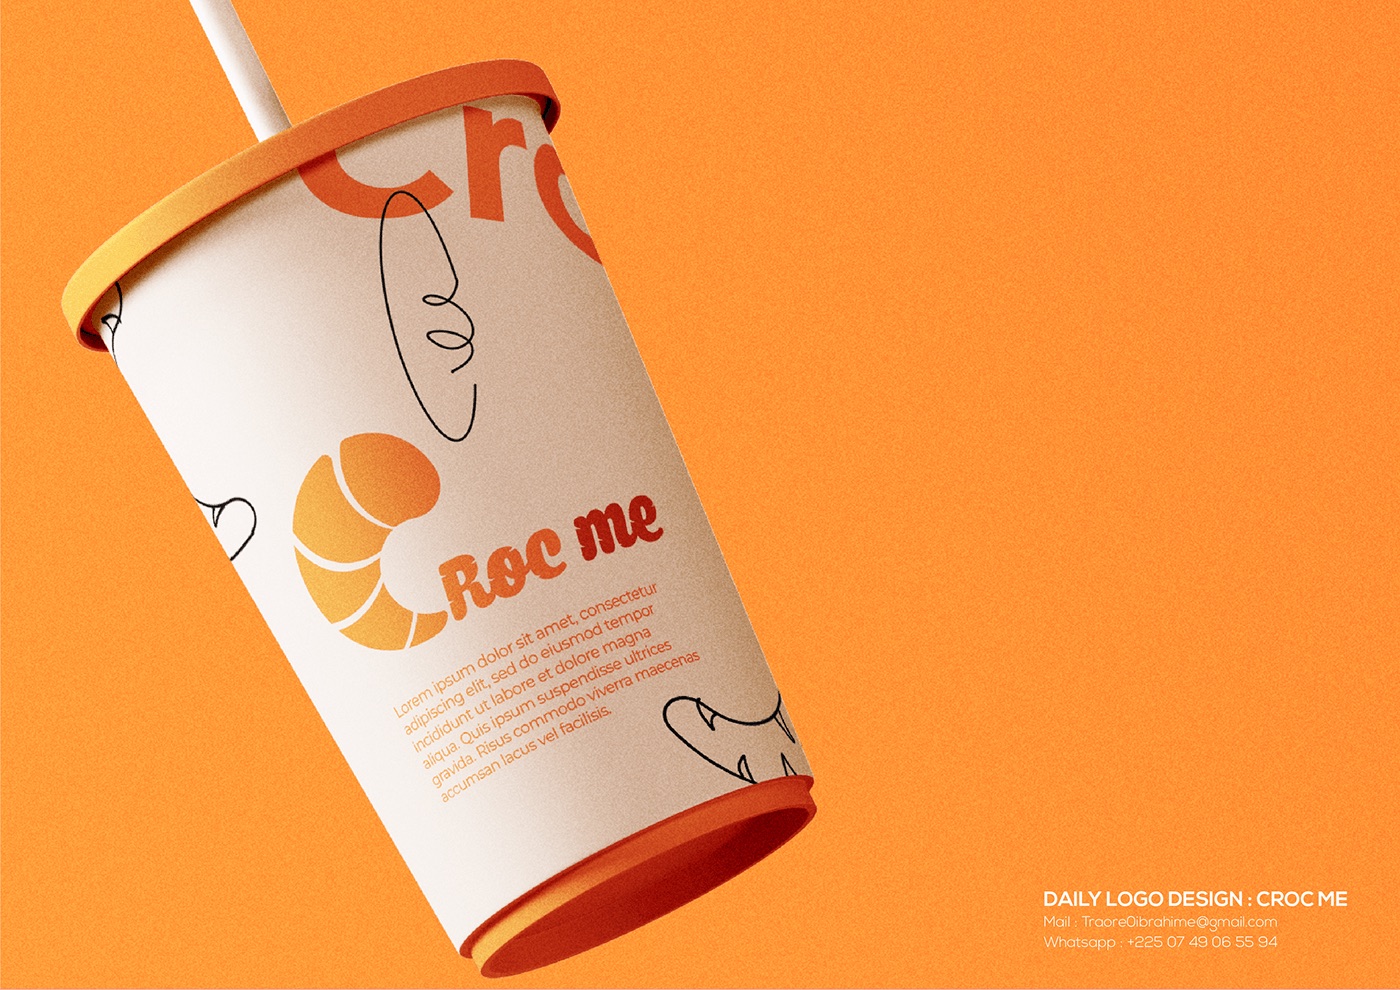 Cro
Croc me
Lorem ipsum dolor sit amet, consectetur
adipiscing elit, sed do eiusmod tempor
incididunt ut labore et dolore magna
aliqua. Quis ipsum suspendisse ultrices
gravida. Risus commodo viverra maecenas
accumsan lacus vel facilisis.
DAILY LOGO DESIGN : CROC ME
Mail : Traore0ibrahime@gmail.com
Whatsapp : +225 07 49 06 55 94